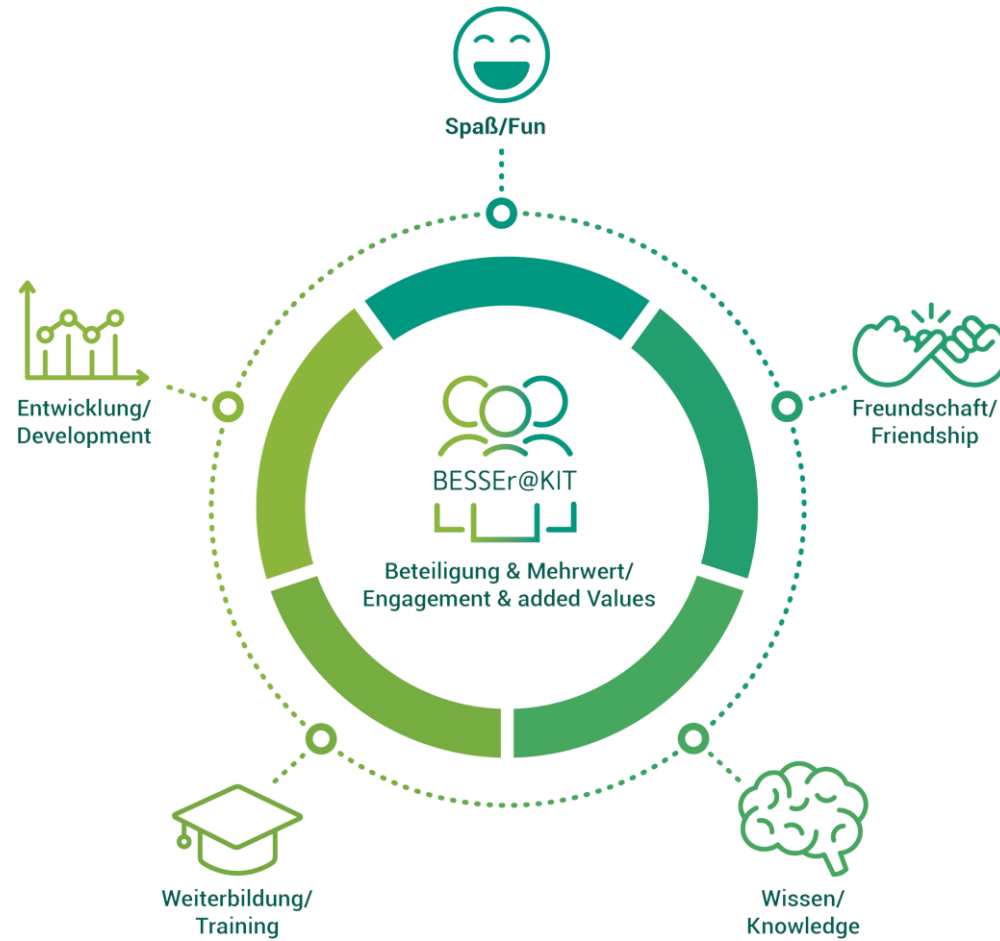 Spaß/Fun
Entwicklung/
Development
Freundschaft/
Friendship
BESSEr@KIT
Beteiligung & Mehrwert/
Engagement & added Values
Weiterbildung/
Training
Wissen/
Knowledge